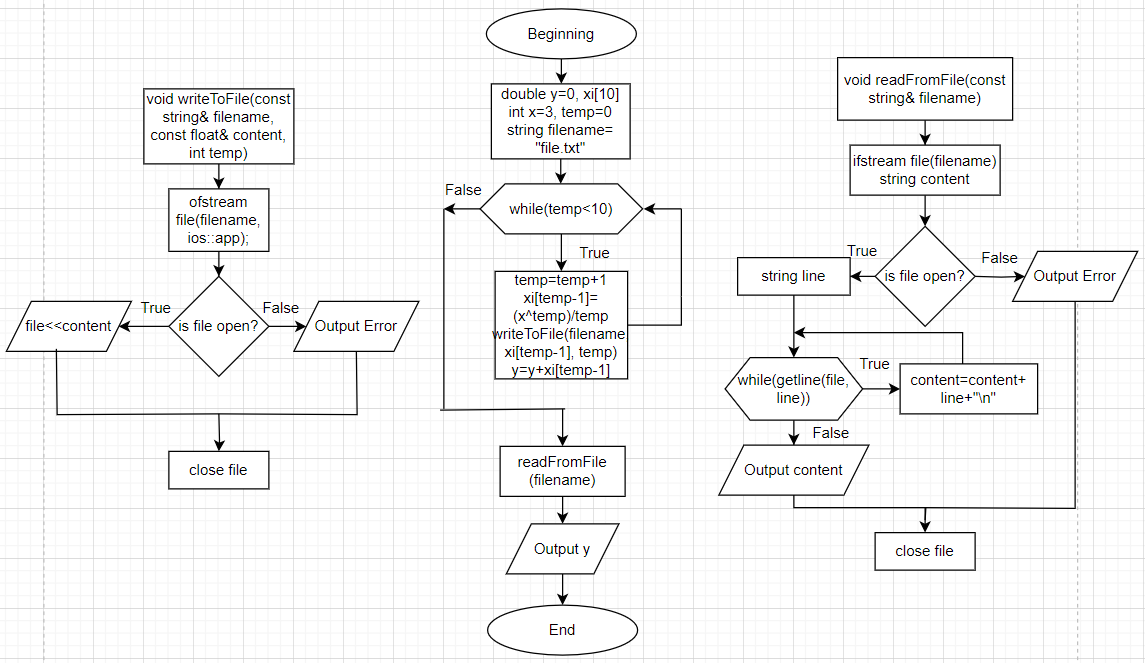 void writeToFile(const
string& filename,
const float& content,
int temp)
ofstream
file(filename,
ios::app);
is file open?
True
False
file<<content
Output Error
close file
Beginning
double y=0, xi[10]
int x=3, temp=0
string filename=
"file.txt"
while(temp<10)
False
True
temp=temp+1
xi[temp-1]=
(x^temp)/temp
writeToFile(filename,
xi[temp-1], temp)
y=y+xi[temp-1]
readFromFile
(filename)
Output y
End
void readFromFile(const
string& filename)
ifstream file(filename)
string content
is file open?
True
False
string line
Output Error
while(getline(file,
line))
True
content=content+
line+"\n"
False
Output content
close file